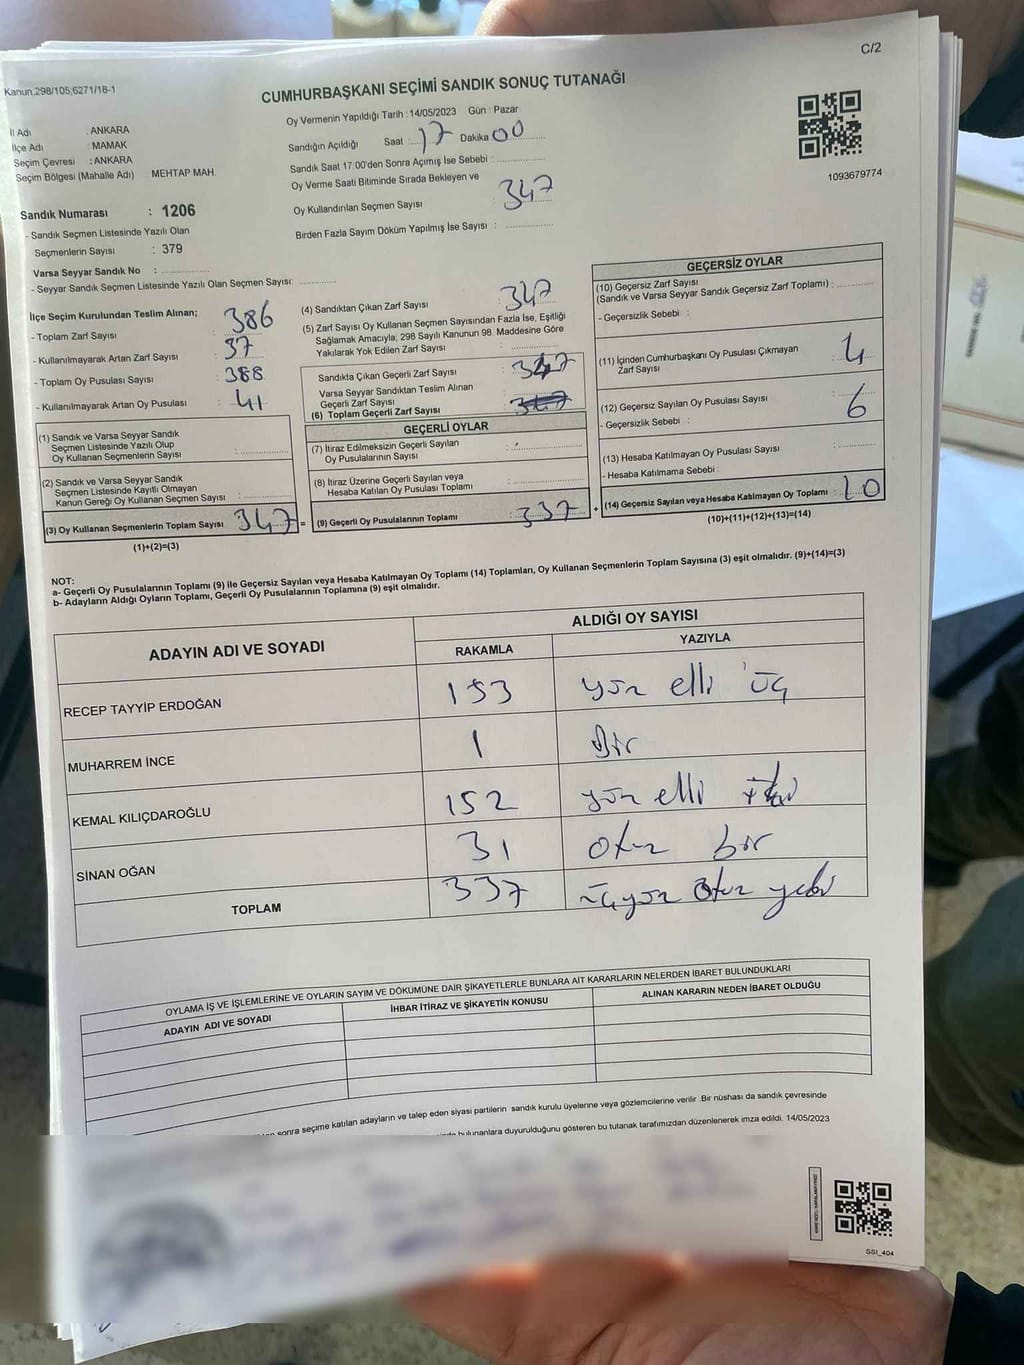 C/2
Kanun,298/105;6271/18-1
CUMHURBAŞKANI SEÇİMİ SANDIK SONUÇ TUTANAĞI
İl Adı : ANKARA
İlçe Adı : MAMAK
Seçim Çevresi : ANKARA
Seçim Bölgesi (Mahalle Adı) : MEHTAP MAH.
Sandık Numarası : 1206
- Sandık Seçmen Listesinde Yazılı Olan
Seçmenlerin Sayısı : 379
Varsa Seyyar Sandık No :
- Seyyar Sandık Seçmen Listesinde Yazılı Olan Seçmen Sayısı:
Oy Vermenin Yapıldığı Tarih : 14/05/2023 Gün : Pazar
Sandığın Açıldığı Saat : 17 Dakika 00
Sandık Saat 17.00'den Sonra Açımış İse Sebebi :
Oy Verme Saati Bitiminde Sırada Bekleyen ve
Oy Kullandırılan Seçmen Sayısı : 347
Birden Fazla Sayım Döküm Yapılmış İse Sayısı :
1093679774
İlçe Seçim Kurulundan Teslim Alınan;
- Toplam Zarf Sayısı : 386
- Kullanılmayarak Artan Zarf Sayısı : 37
- Toplam Oy Pusulası Sayısı : 388
- Kullanılmayarak Artan Oy Pusulası : 41
(1) Sandık ve Varsa Seyyar Sandık
Seçmen Listesinde Yazılı Olup
Oy Kullanan Seçmenlerin Sayısı :
(2) Sandık ve Varsa Seyyar Sandık
Seçmen Listesinde Kayıtlı Olmayan
Kanun Gereği Oy Kullanan Seçmen Sayısı :
(3) Oy Kullanan Seçmenlerin Toplam Sayısı 347 =
(1)+(2)=(3)
(4) Sandıktan Çıkan Zarf Sayısı : 347
(5) Zarf Sayısı Oy Kullanan Seçmen Sayısından Fazla İse, Eşitliği
Sağlamak Amacıyla; 298 Sayılı Kanunun 98. Maddesine Göre
Yakılarak Yok Edilen Zarf Sayısı :
Sandıkta Çıkan Geçerli Zarf Sayısı : 347
Varsa Seyyar Sandıktan Teslim Alınan
Geçerli Zarf Sayısı :
(6) Toplam Geçerli Zarf Sayısı : 347
GEÇERLİ OYLAR
(7) İtiraz Edilmeksizin Geçerli Sayılan
Oy Pusulalarının Sayısı :
(8) İtiraz Üzerine Geçerli Sayılan veya
Hesaba Katılan Oy Pusulası Toplamı :
(9) Geçerli Oy Pusulalarının Toplamı : 337 +
GEÇERSİZ OYLAR
(10) Geçersiz Zarf Sayısı
(Sandık ve Varsa Seyyar Sandık Geçersiz Zarf Toplamı) :
- Geçersizlik Sebebi :
(11) İçinden Cumhurbaşkanı Oy Pusulası Çıkmayan
Zarf Sayısı : 4
(12) Geçersiz Sayılan Oy Pusulası Sayısı : 6
- Geçersizlik Sebebi :
(13) Hesaba Katılmayan Oy Pusulası Sayısı :
- Hesaba Katılmama Sebebi :
(14) Geçersiz Sayılan veya Hesaba Katılmayan Oy Toplamı : 10
(10)+(11)+(12)+(13)=(14)
NOT:
a- Geçerli Oy Pusulalarının Toplamı (9) ile Geçersiz Sayılan veya Hesaba Katılmayan Oy Toplamı (14) Toplamları, Oy Kullanan Seçmenlerin Toplam Sayısına (3) eşit olmalıdır. (9)+(14)=(3)
b- Adayların Aldığı Oyların Toplamı, Geçerli Oy Pusulalarının Toplamına (9) eşit olmalıdır.
ADAYIN ADI VE SOYADI ALDIĞI OY SAYISI
RAKAMLA YAZIYLA
RECEP TAYYİP ERDOĞAN 153 yüz elli üç
MUHARREM İNCE 1 Bir
KEMAL KILIÇDAROĞLU 152 yüz elli iki
SİNAN OĞAN 31 otuz bir
TOPLAM 337 üçyüz otuz yedi
OYLAMA İŞ VE İŞLEMLERİNE VE OYLARIN SAYIM VE DÖKÜMÜNE DAİR ŞİKAYETLERLE BUNLARA AİT KARARLARIN NELERDEN İBARET BULUNDUKLARI
ADAYIN ADI VE SOYADI İHBAR İTİRAZ VE ŞİKAYETİN KONUSU ALINAN KARARIN NEDEN İBARET OLDUĞU
sonra seçime katılan adayların ve talep eden siyasi partilerin sandık kurulu üyelerine veya gözlemcilerine verilir. Bir nüshası da sandık çevresinde
bulunanlara duyurulduğunu gösteren bu tutanak tarafımızdan düzenlenerek imza edildi. 14/05/2023
SSI_404